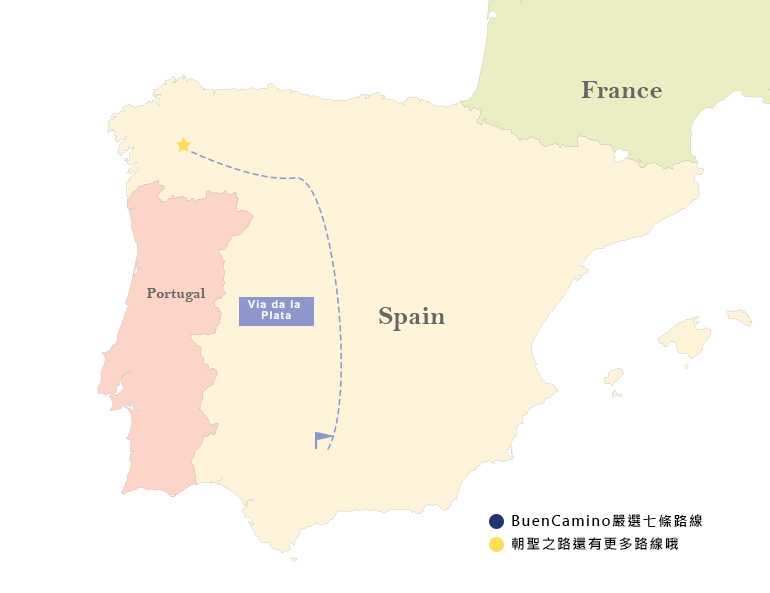 France
Portugal
Vía da la
Plata
Spain
BuenCamino嚴選七條路線
朝聖之路還有更多路線哦